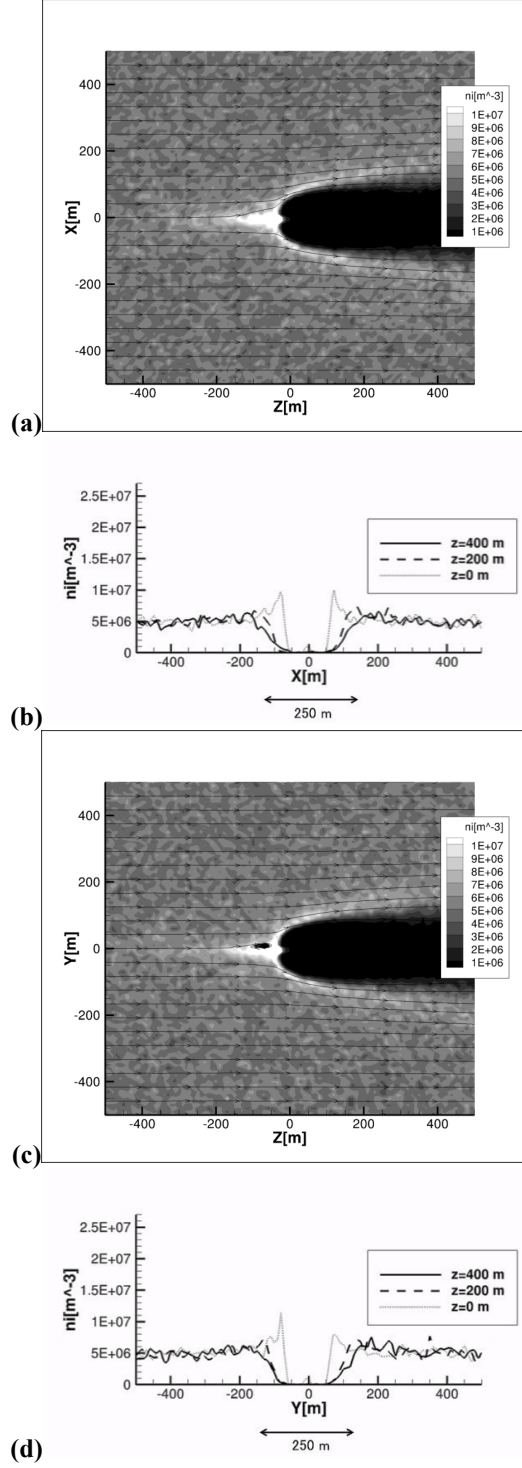 400
200
0
-200
-400
X[m]
-400 -200 0 200 400
Z[m]
ni[m^-3]
1E+07
9E+06
8E+06
7E+06
6E+06
5E+06
4E+06
3E+06
2E+06
1E+06
(a)
2.5E+07
2E+07
1.5E+07
1E+07
5E+06
0
ni[m^-3]
z=400 m
z=200 m
z=0 m
-400 -200 0 200 400
X[m]
250 m
(b)
400
200
0
-200
-400
Y[m]
-400 -200 0 200 400
Z[m]
ni[m^-3]
1E+07
9E+06
8E+06
7E+06
6E+06
5E+06
4E+06
3E+06
2E+06
1E+06
(c)
2.5E+07
2E+07
1.5E+07
1E+07
5E+06
0
ni[m^-3]
z=400 m
z=200 m
z=0 m
-400 -200 0 200 400
Y[m]
250 m
(d)